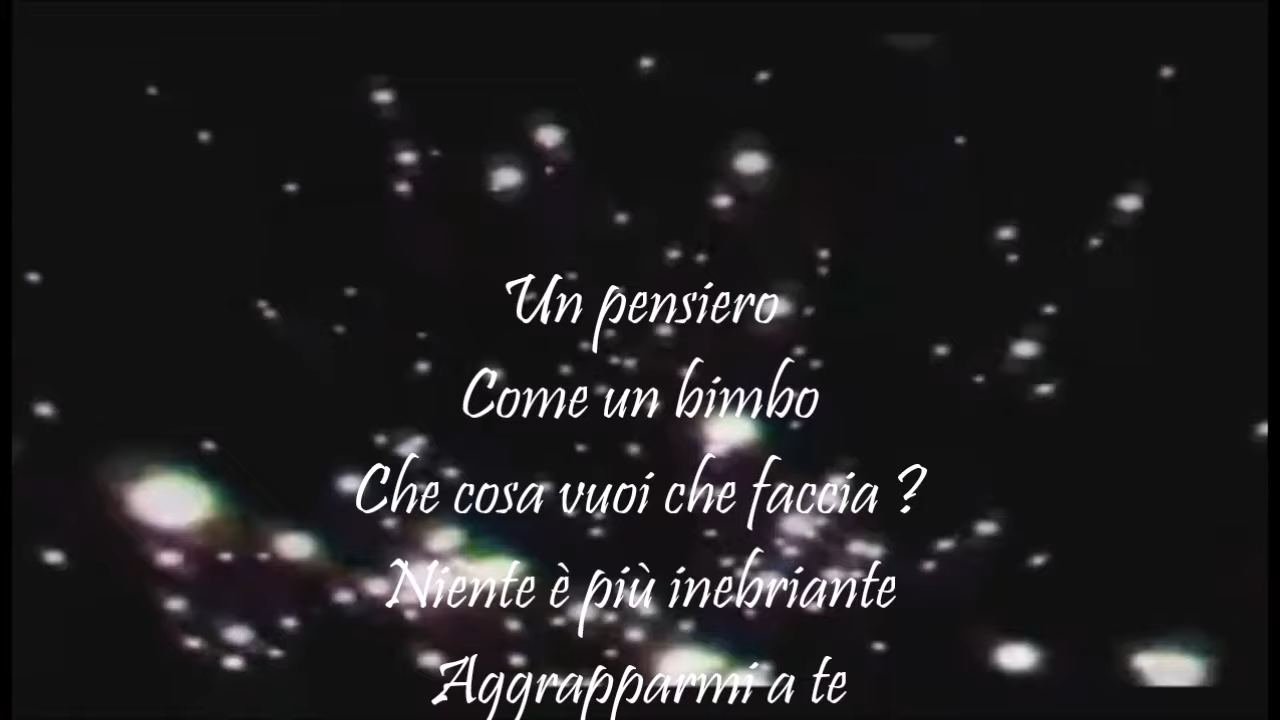 Un pensiero
Come un bimbo
Che cosa vuoi che faccia ?
Niente è più inebriante
Aggrapparmi a te